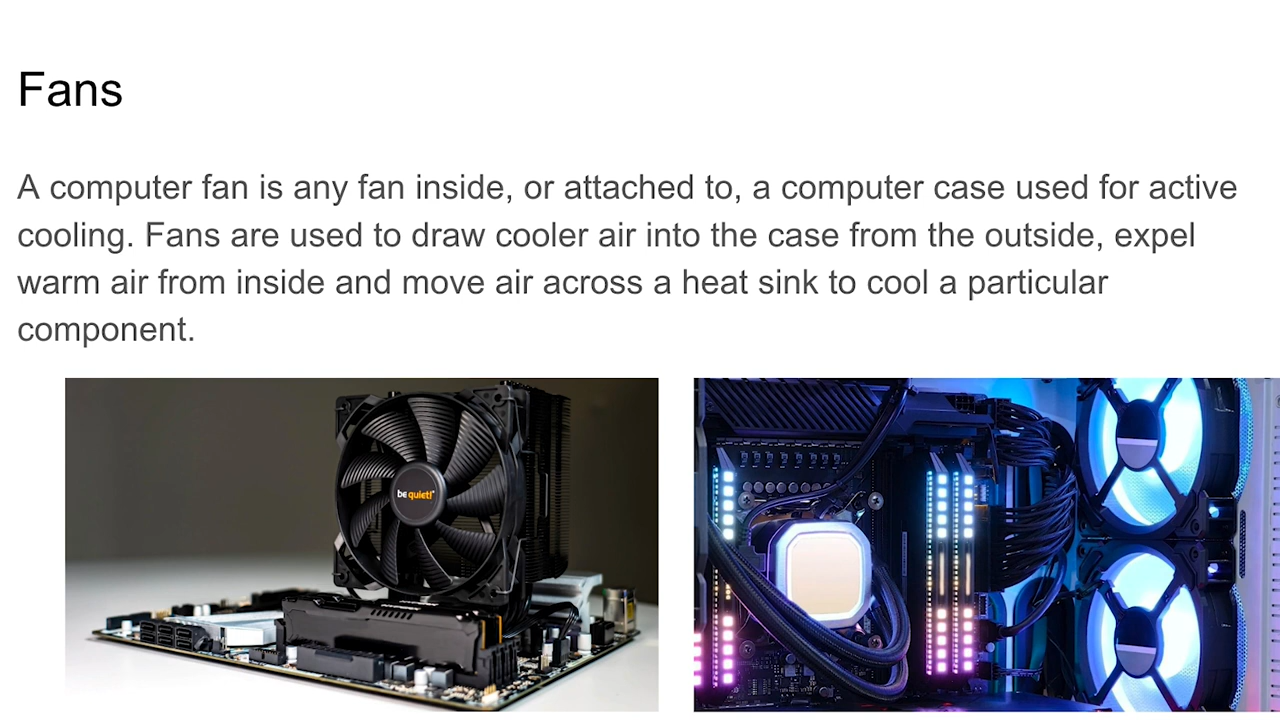 Fans
A computer fan is any fan inside, or attached to, a computer case used for active
cooling. Fans are used to draw cooler air into the case from the outside, expel
warm air from inside and move air across a heat sink to cool a particular
component.
be quiet!